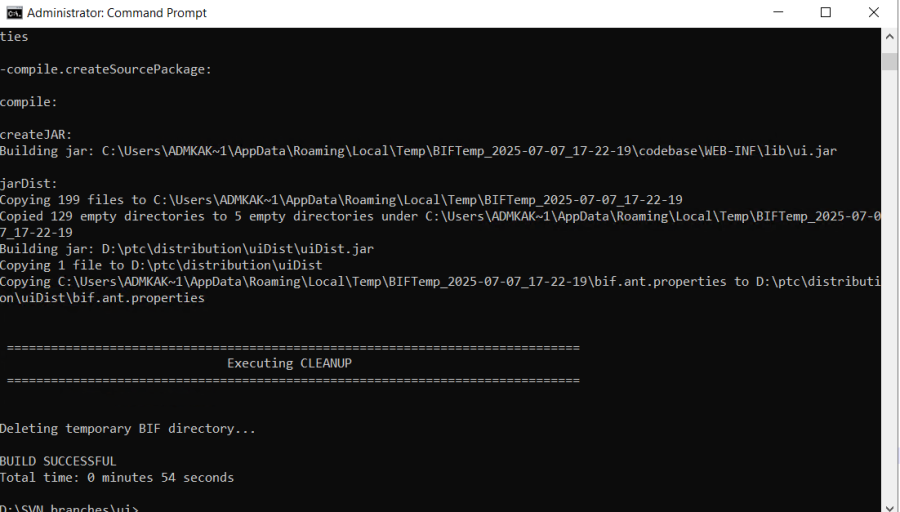 Administrator: Command Prompt
ties
-compile.createSourcePackage:
compile:
createJAR:
Building jar: C:\Users\ADMKAK~1\AppData\Roaming\Local\Temp\BIFTemp_2025-07-07_17-22-19\codebase\WEB-INF\lib\ui.jar
jarDist:
Copying 199 files to C:\Users\ADMKAK~1\AppData\Roaming\Local\Temp\BIFTemp_2025-07-07_17-22-19
Copied 129 empty directories to 5 empty directories under C:\Users\ADMKAK~1\AppData\Roaming\Local\Temp\BIFTemp_2025-07-0
7_17-22-19
Building jar: D:\ptc\distribution\uiDist\uiDist.jar
Copying 1 file to D:\ptc\distribution\uiDist
Copying C:\Users\ADMKAK~1\AppData\Roaming\Local\Temp\BIFTemp_2025-07-07_17-22-19\bif.ant.properties to D:\ptc\distributi
on\uiDist\bif.ant.properties
==============================================================================
Executing CLEANUP
==============================================================================
Deleting temporary BIF directory...
BUILD SUCCESSFUL
Total time: 0 minutes 54 seconds
D:\SVN_branches\ui>